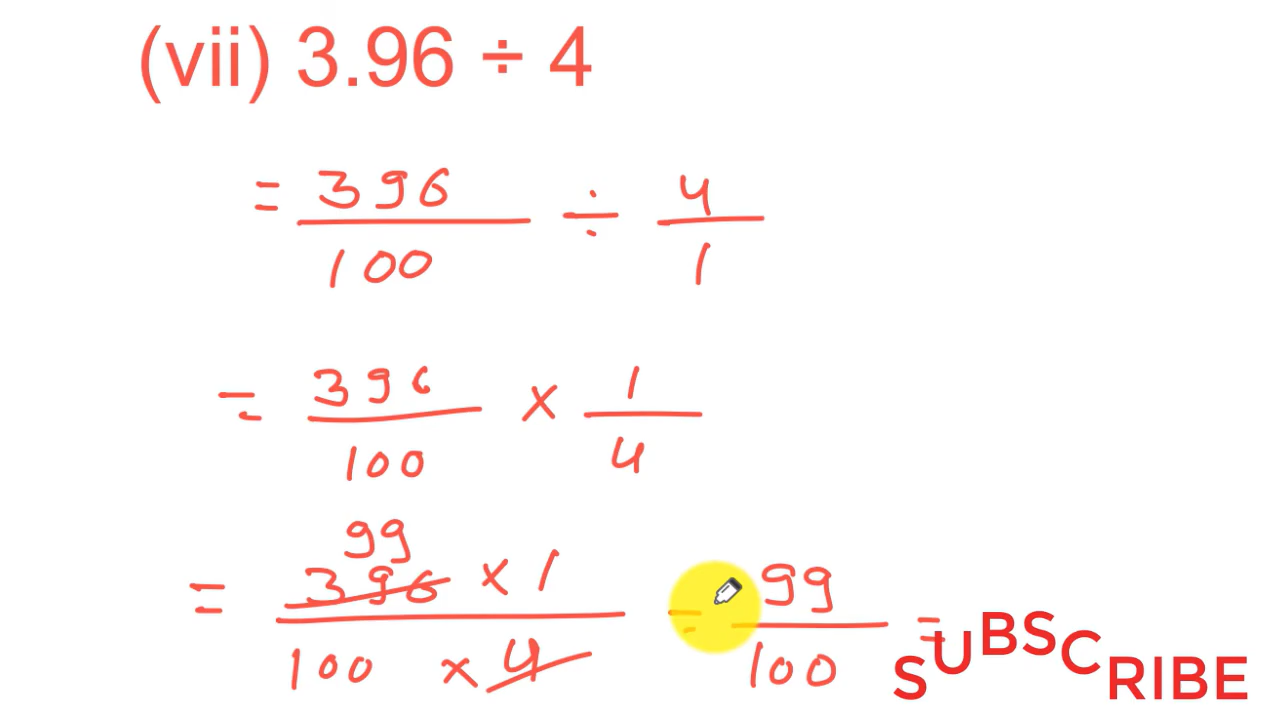 (vii) 3.96 ÷ 4
= 396/100 ÷ 4/1
= 396/100 × 1/4
99
= 396 × 1/100 × 4 = 99/100 =
SUBSCRIBE